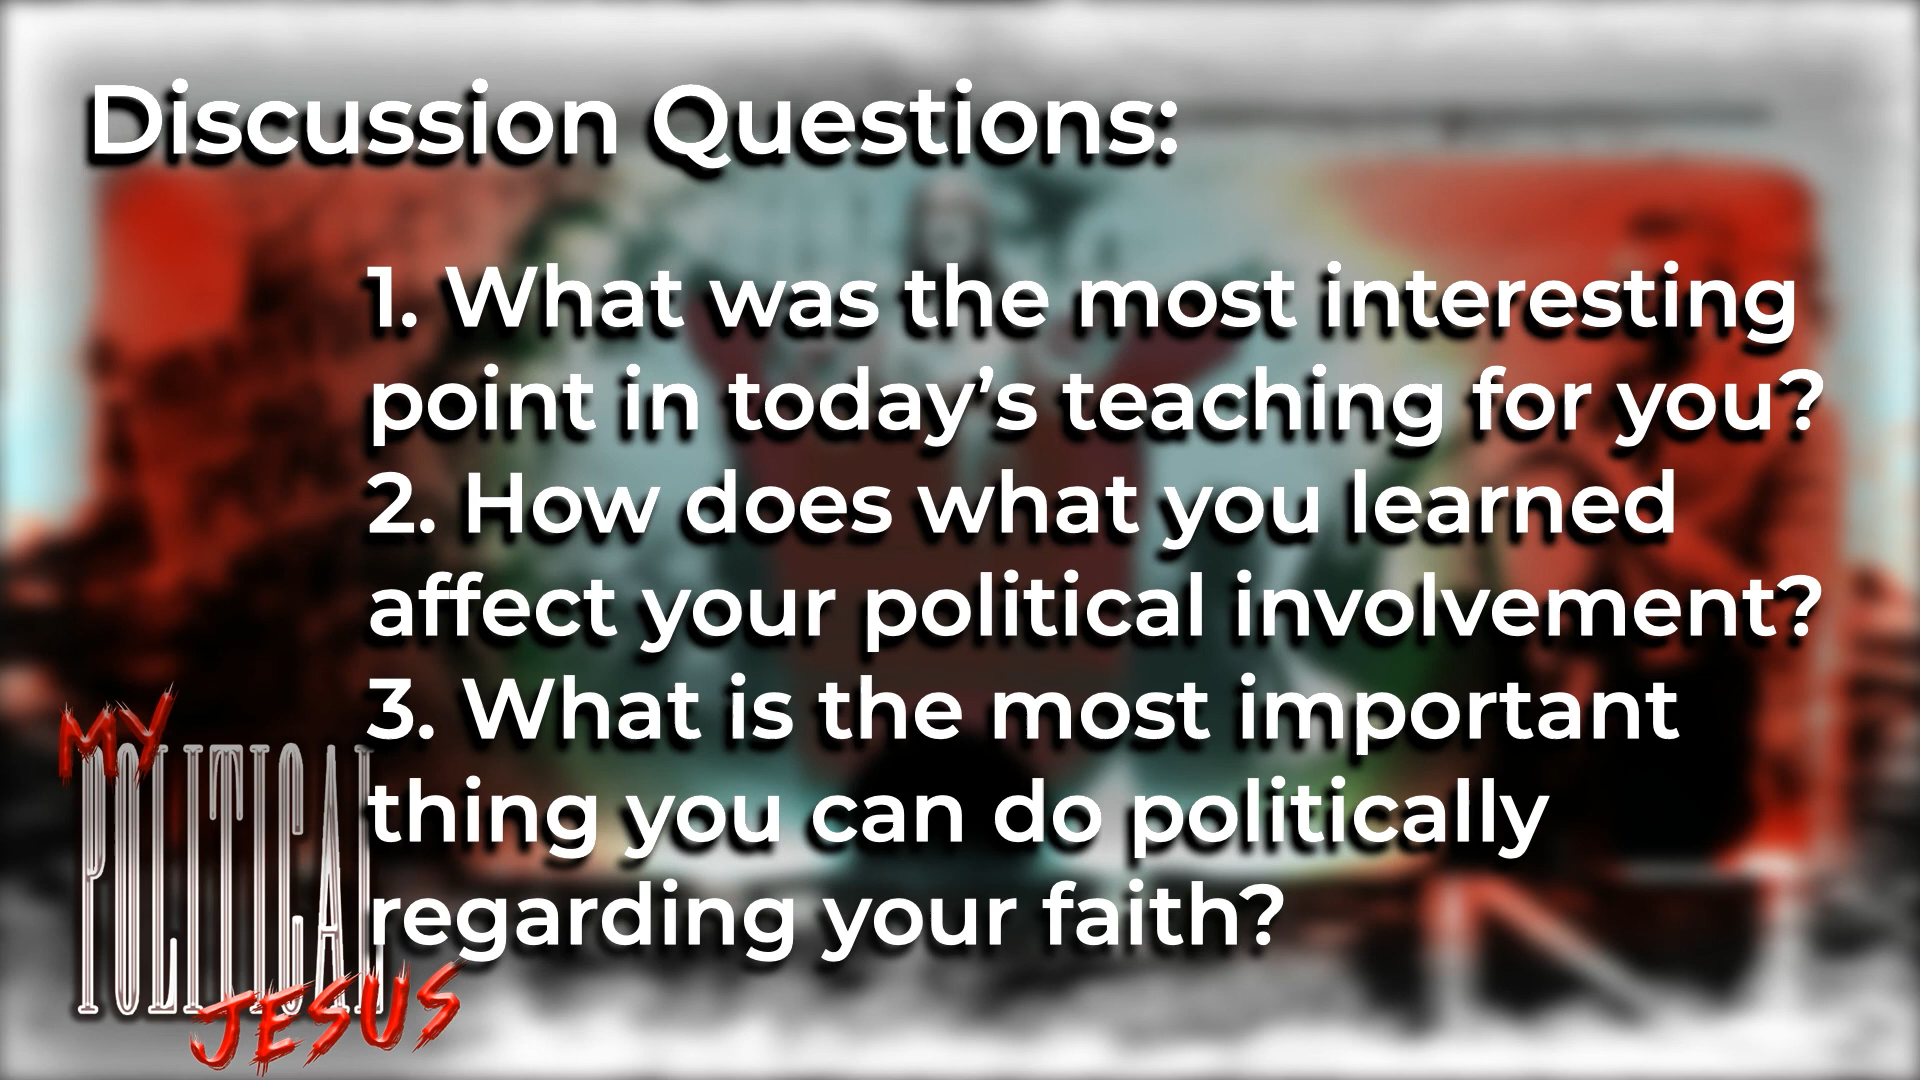 Discussion Questions:
1. What was the most interesting
point in today’s teaching for you?
2. How does what you learned
affect your political involvement?
3. What is the most important
thing you can do politically
regarding your faith?
MY
POLITICAL
JESUS